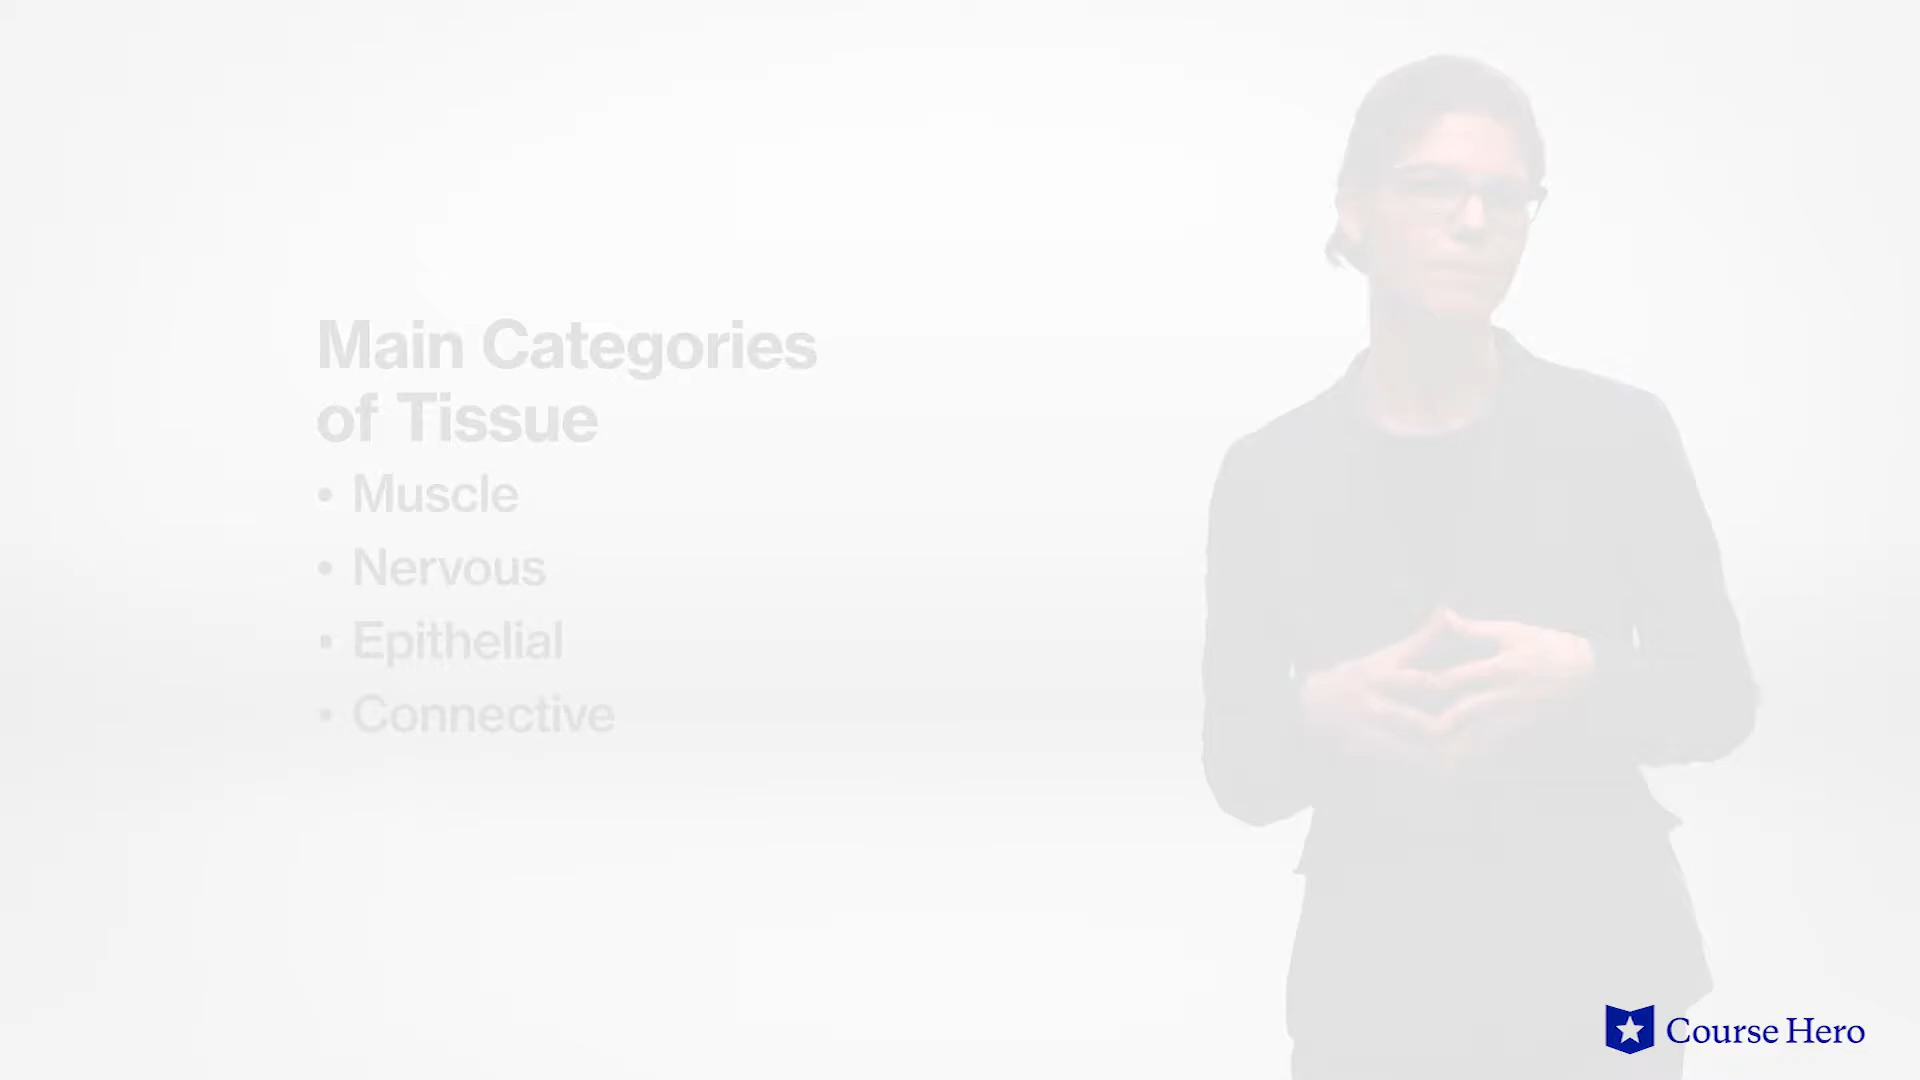 Main Categories
of Tissue
• Muscle
• Nervous
• Epithelial
• Connective
Course Hero